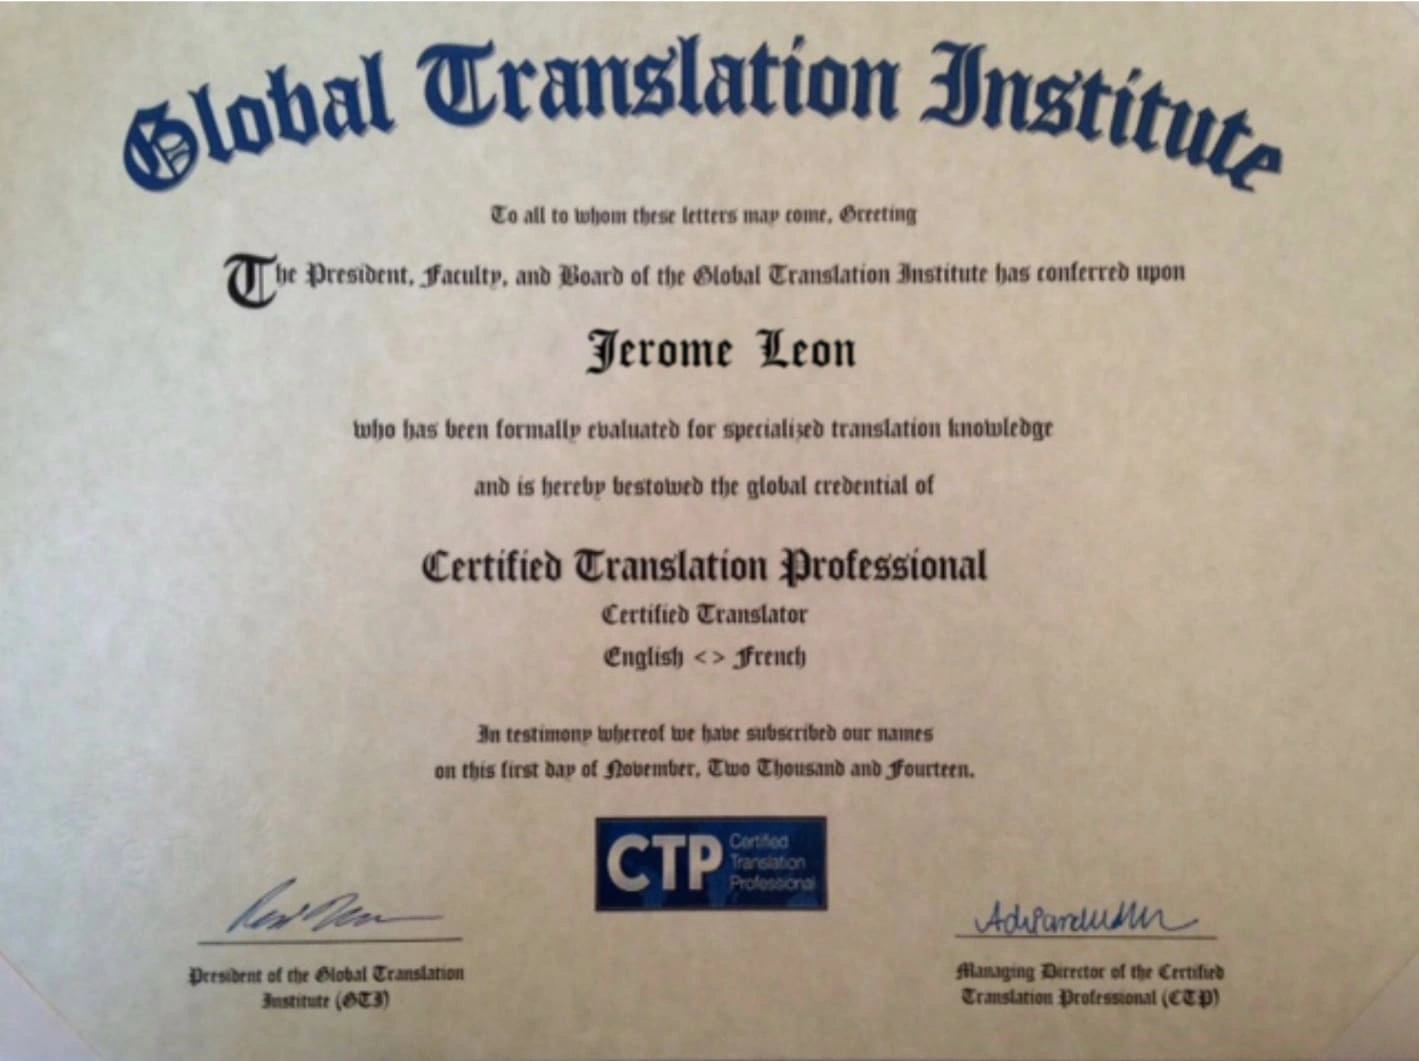 Global Translation Institute
To all to whom these letters may come, Greeting
The President, Faculty, and Board of the Global Translation Institute has conferred upon
Jerome Leon
who has been formally evaluated for specialized translation knowledge
and is hereby bestowed the global credential of
Certified Translation Professional
Certified Translator
English <> French
In testimony whereof we have subscribed our names
on this first day of November, Two Thousand and Fourteen.
CTP Certified
Translation
Professional
President of the Global Translation
Institute (GTI)
Managing Director of the Certified
Translation Professional (CTP)